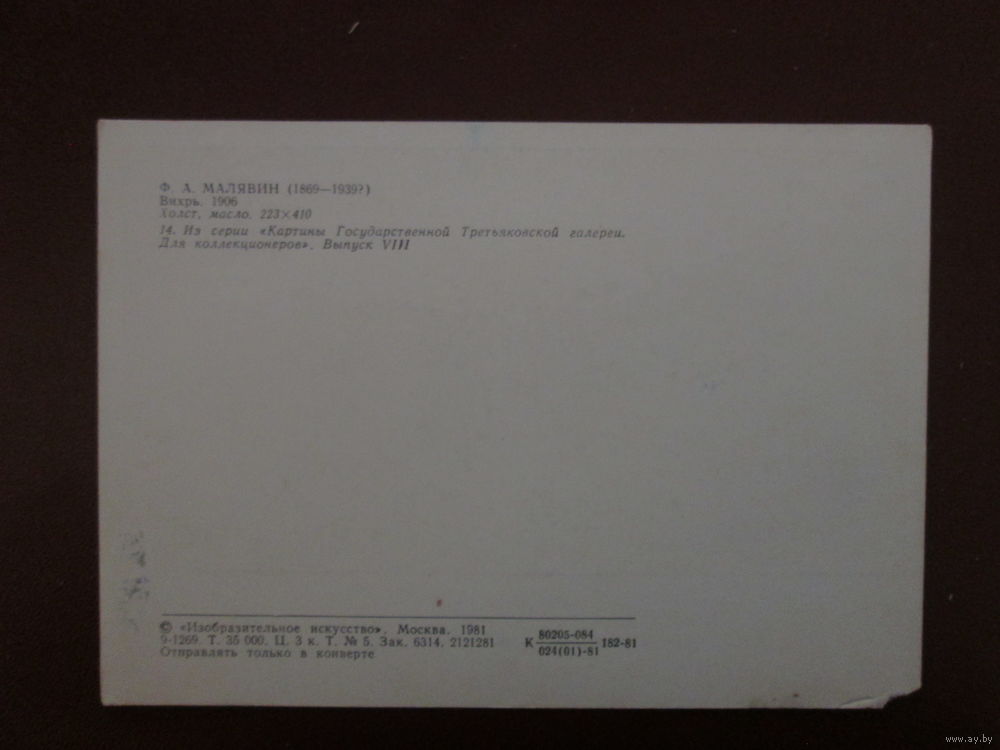 Ф. А. МАЛЯВИН (1869—1939?)
Вихрь. 1906
Холст, масло. 223×410
14. Из серии «Картины Государственной Третьяковской галереи.
Для коллекционеров». Выпуск VIII
© «Изобразительное искусство». Москва. 1981
9-1269. Т. 35 000. Ц. 3 к. Т. № 5. Зак. 6314. 2121281
Отправлять только в конверте
К 80205-084 182-81
024(01)-81
www.ay.by